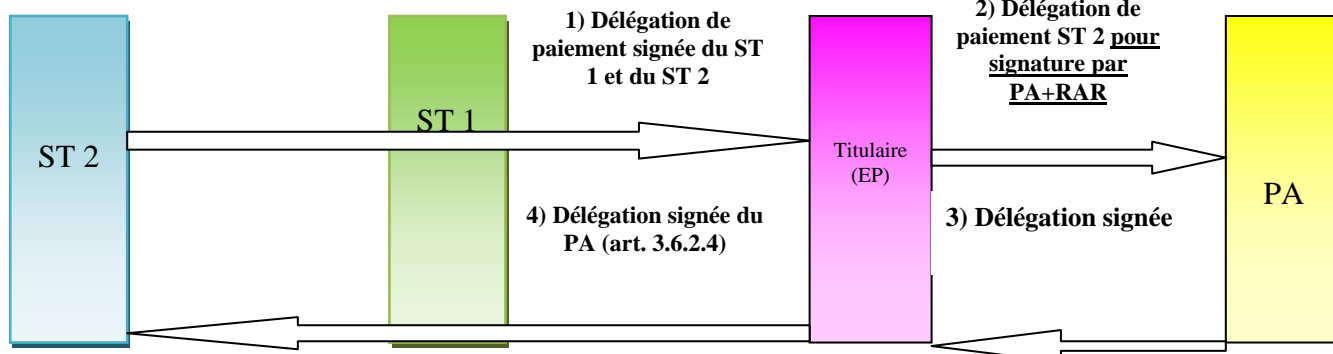 1) Délégation de
paiement signée du ST
1 et du ST 2
2) Délégation de
paiement ST 2 pour
signature par
PA+RAR
ST 2
ST 1
Titulaire
(EP)
PA
4) Délégation signée du
PA (art. 3.6.2.4)
3) Délégation signée